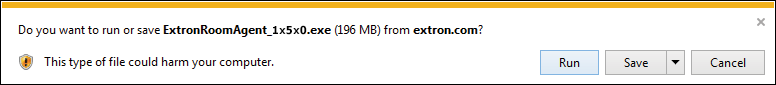 Do you want to run or save ExtronRoomAgent_1x5x0.exe (196 MB) from extron.com?
This type of file could harm your computer.
Run
Save
Cancel